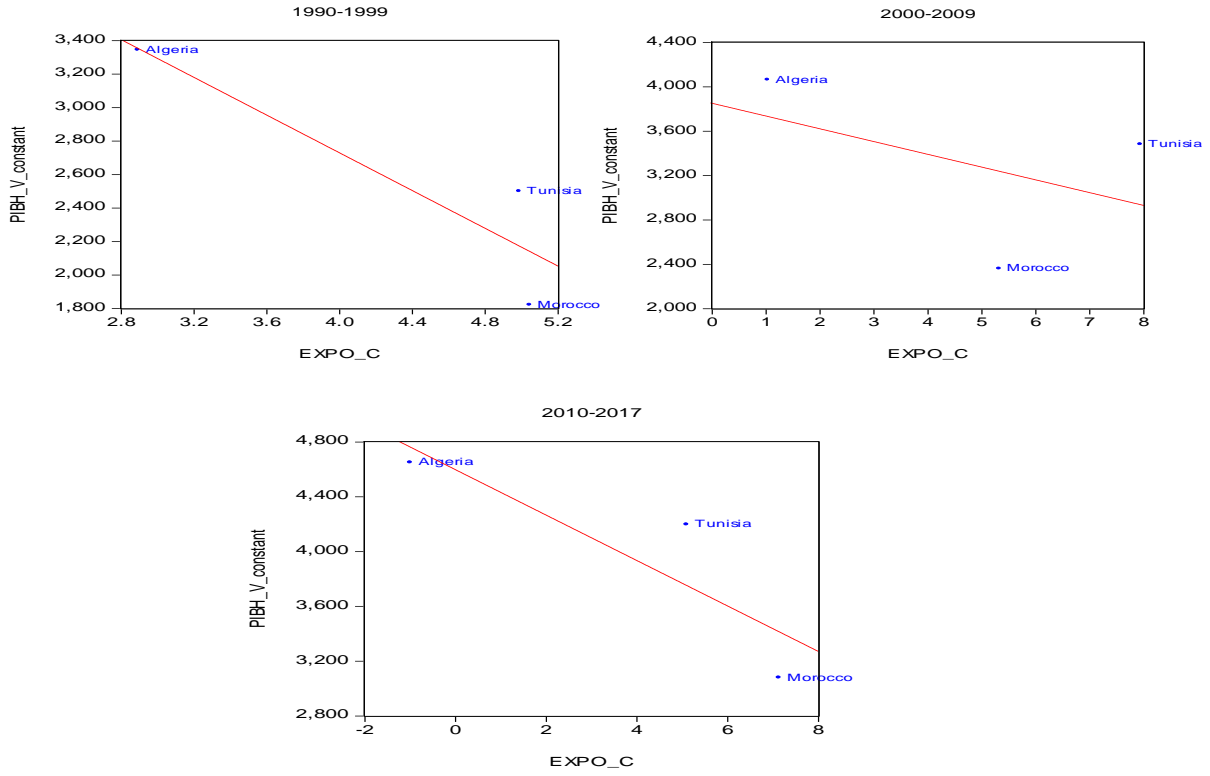 1990-1999
3,400
3,200
3,000
2,800
2,600
2,400
2,200
2,000
1,800
PIBH_V_constant
Algeria
Tunisia
Morocco
2.8 3.2 3.6 4.0 4.4 4.8 5.2
EXPO_C
2000-2009
4,400
4,000
3,600
3,200
2,800
2,400
2,000
PIBH_V_constant
Algeria
Tunisia
Morocco
0 1 2 3 4 5 6 7 8
EXPO_C
2010-2017
4,800
4,400
4,000
3,600
3,200
2,800
PIBH_V_constant
Algeria
Tunisia
Morocco
-2 0 2 4 6 8
EXPO_C